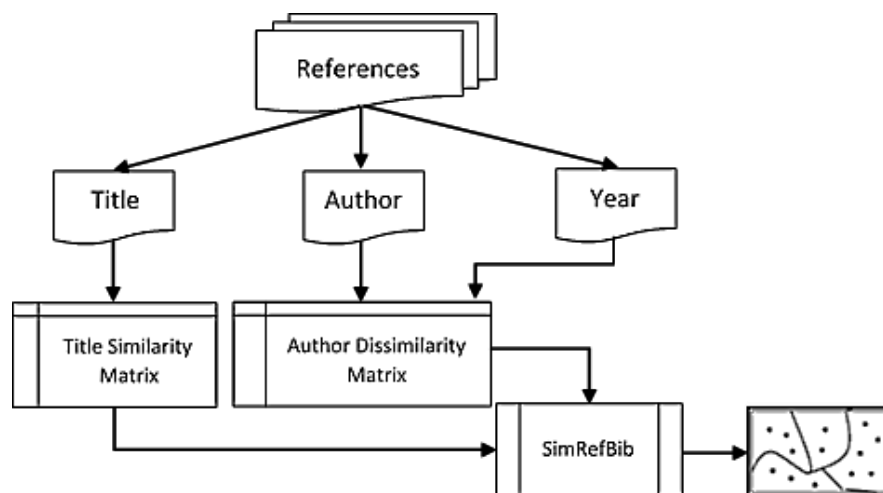 References
Title
Author
Year
Title Similarity
Matrix
Author Dissimilarity
Matrix
SimRefBib